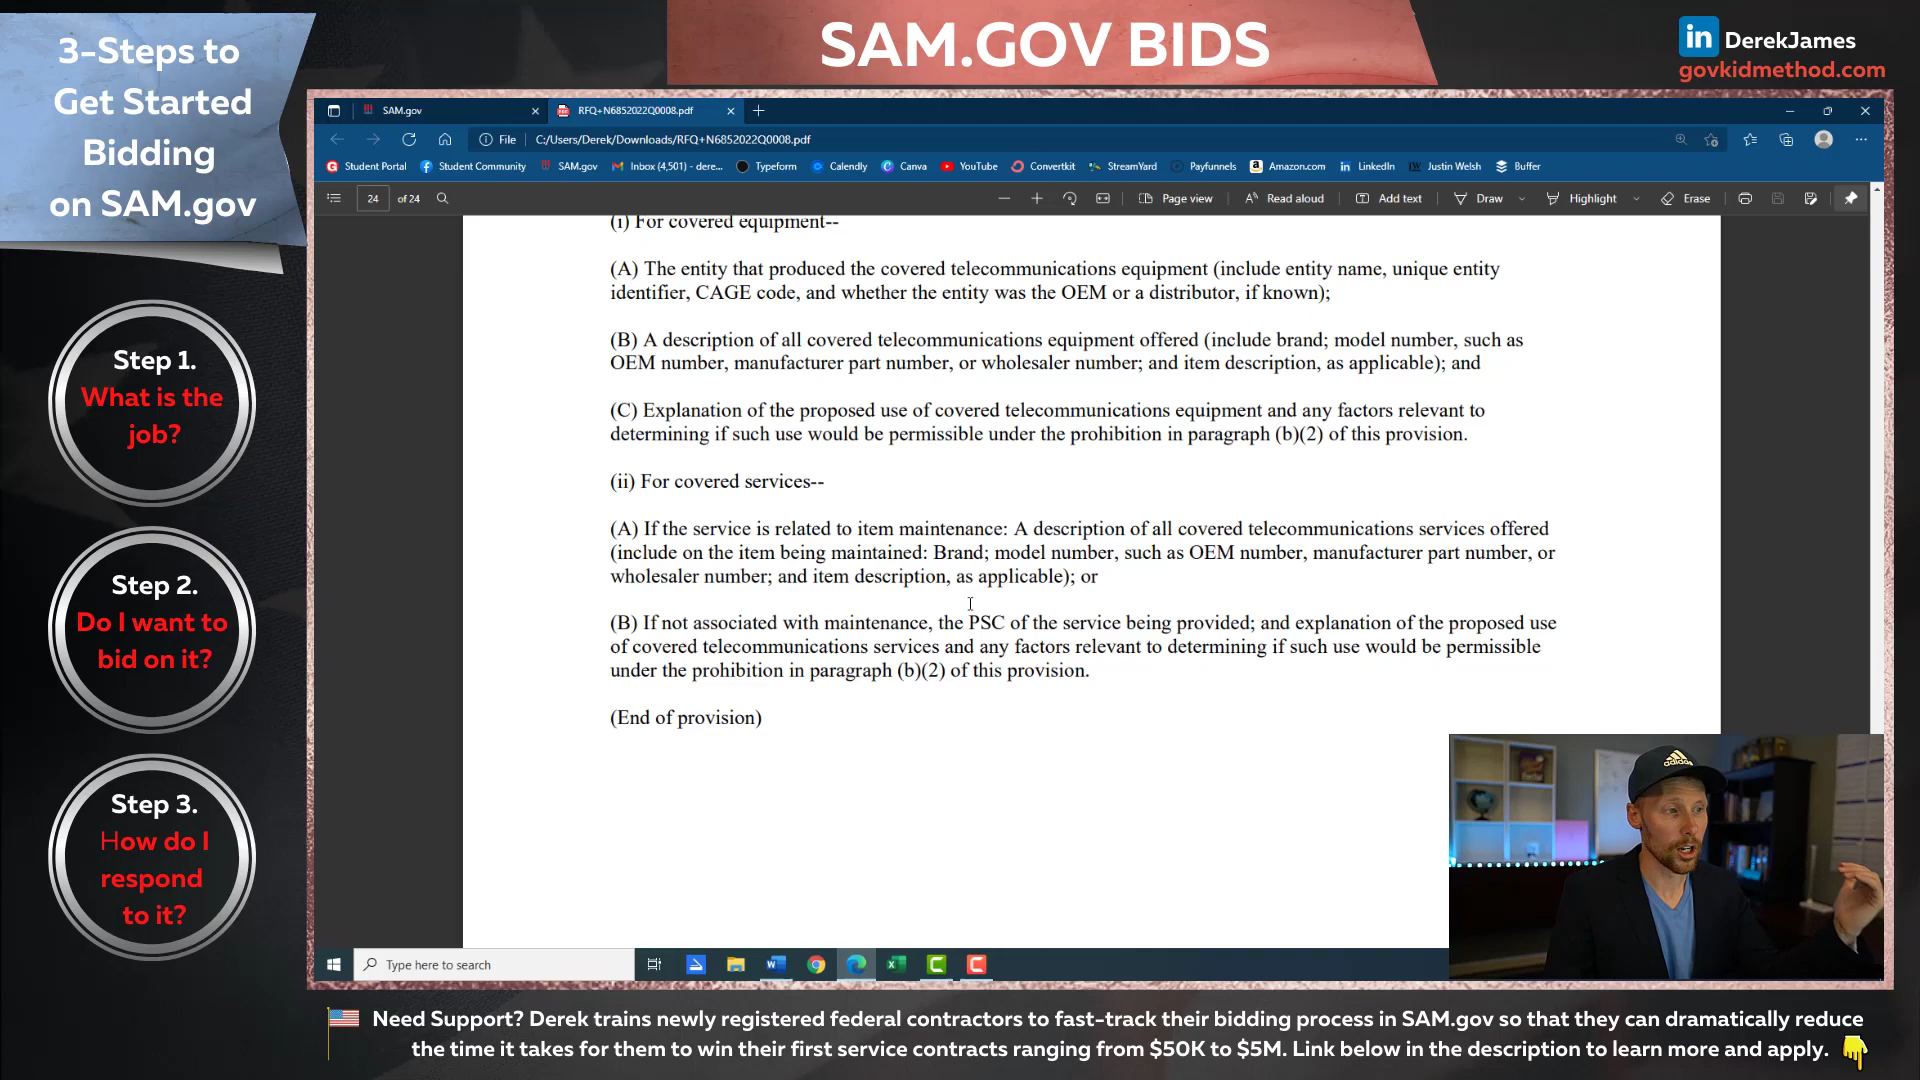 3-Steps to
Get Started
Bidding
on SAM.gov
SAM.GOV BIDS
in DerekJames
govkidmethod.com
SAM.gov
RFQ+N6852022Q0008.pdf
File
C:/Users/Derek/Downloads/RFQ+N6852022Q0008.pdf
Student Portal
Student Community
SAM.gov
Inbox (4,501) - dere...
Typeform
Calendly
Canva
YouTube
Convertkit
StreamYard
Payfunnels
Amazon.com
LinkedIn
Justin Welsh
Buffer
24 of 24
Page view
Read aloud
Add text
Draw
Highlight
Erase
(i) For covered equipment--
(A) The entity that produced the covered telecommunications equipment (include entity name, unique entity
identifier, CAGE code, and whether the entity was the OEM or a distributor, if known);
(B) A description of all covered telecommunications equipment offered (include brand; model number, such as
OEM number, manufacturer part number, or wholesaler number; and item description, as applicable); and
(C) Explanation of the proposed use of covered telecommunications equipment and any factors relevant to
determining if such use would be permissible under the prohibition in paragraph (b)(2) of this provision.
(ii) For covered services--
(A) If the service is related to item maintenance: A description of all covered telecommunications services offered
(include on the item being maintained: Brand; model number, such as OEM number, manufacturer part number, or
wholesaler number; and item description, as applicable); or
(B) If not associated with maintenance, the PSC of the service being provided; and explanation of the proposed use
of covered telecommunications services and any factors relevant to determining if such use would be permissible
under the prohibition in paragraph (b)(2) of this provision.
(End of provision)
Step 1.
What is the
job?
Step 2.
Do I want to
bid on it?
Step 3.
How do I
respond
to it?
adidas
Type here to search
Need Support? Derek trains newly registered federal contractors to fast-track their bidding process in SAM.gov so that they can dramatically reduce
the time it takes for them to win their first service contracts ranging from $50K to $5M. Link below in the description to learn more and apply.